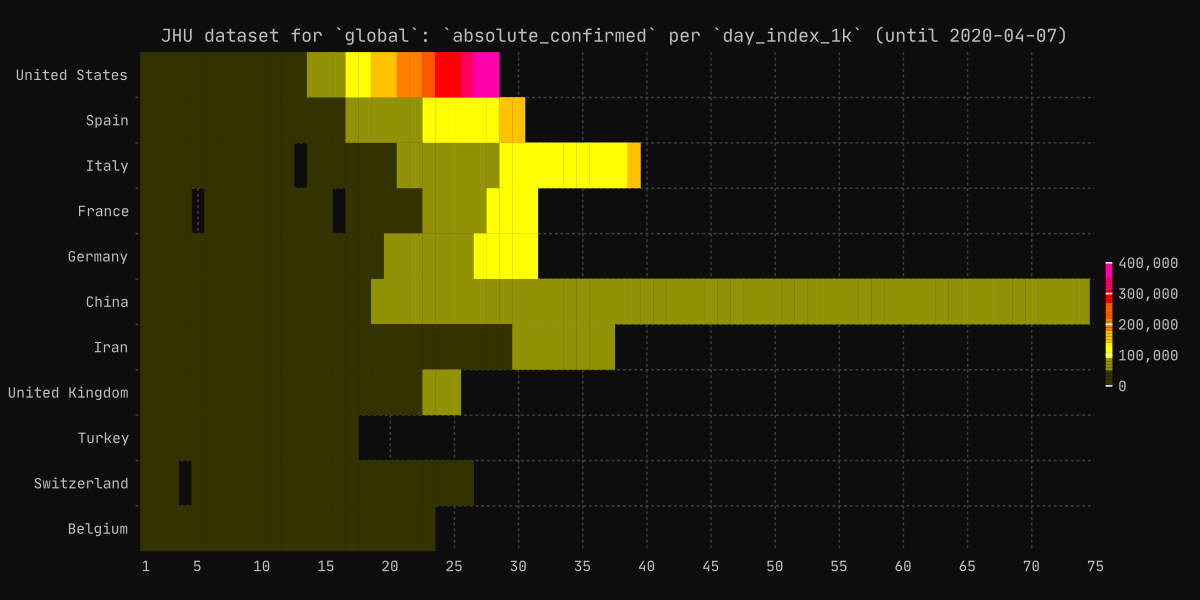 JHU dataset for `global`: `absolute_confirmed` per `day_index_1k` (until 2020-04-07)
United States
Spain
Italy
France
Germany
China
Iran
United Kingdom
Turkey
Switzerland
Belgium
1 5 10 15 20 25 30 35 40 45 50 55 60 65 70 75
400,000
300,000
200,000
100,000
0